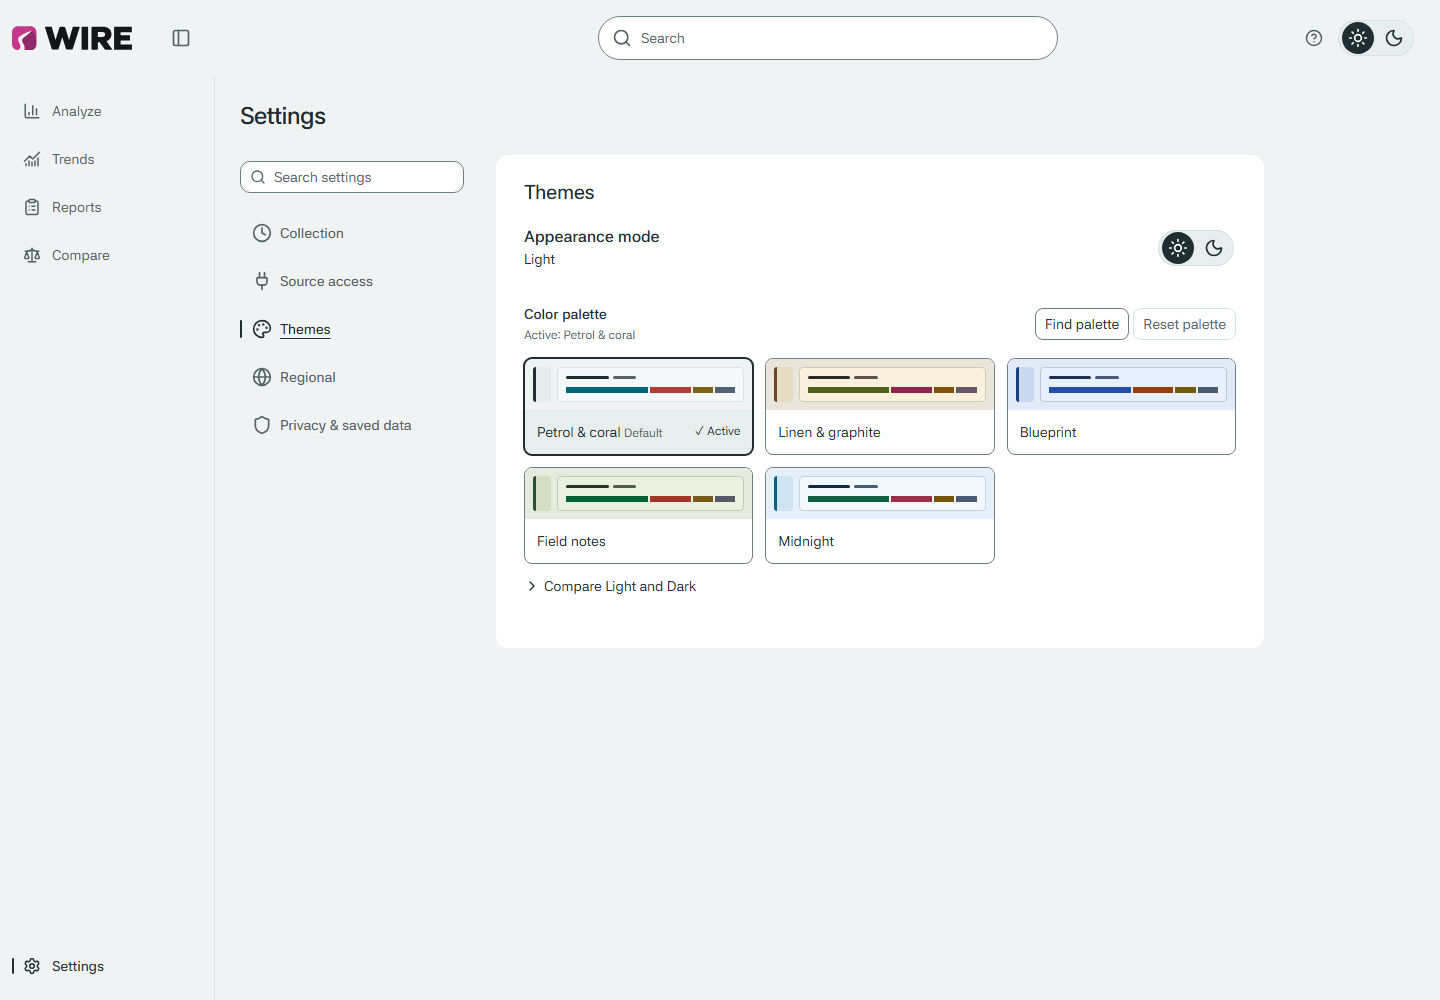 WIRE
Search
Analyze
Trends
Reports
Compare
Settings
Settings
Search settings
Collection
Source access
Themes
Regional
Privacy & saved data
Themes
Appearance mode
Light
Color palette
Active: Petrol & coral
Find palette
Reset palette
Petrol & coral Default
✓ Active
Linen & graphite
Blueprint
Field notes
Midnight
Compare Light and Dark